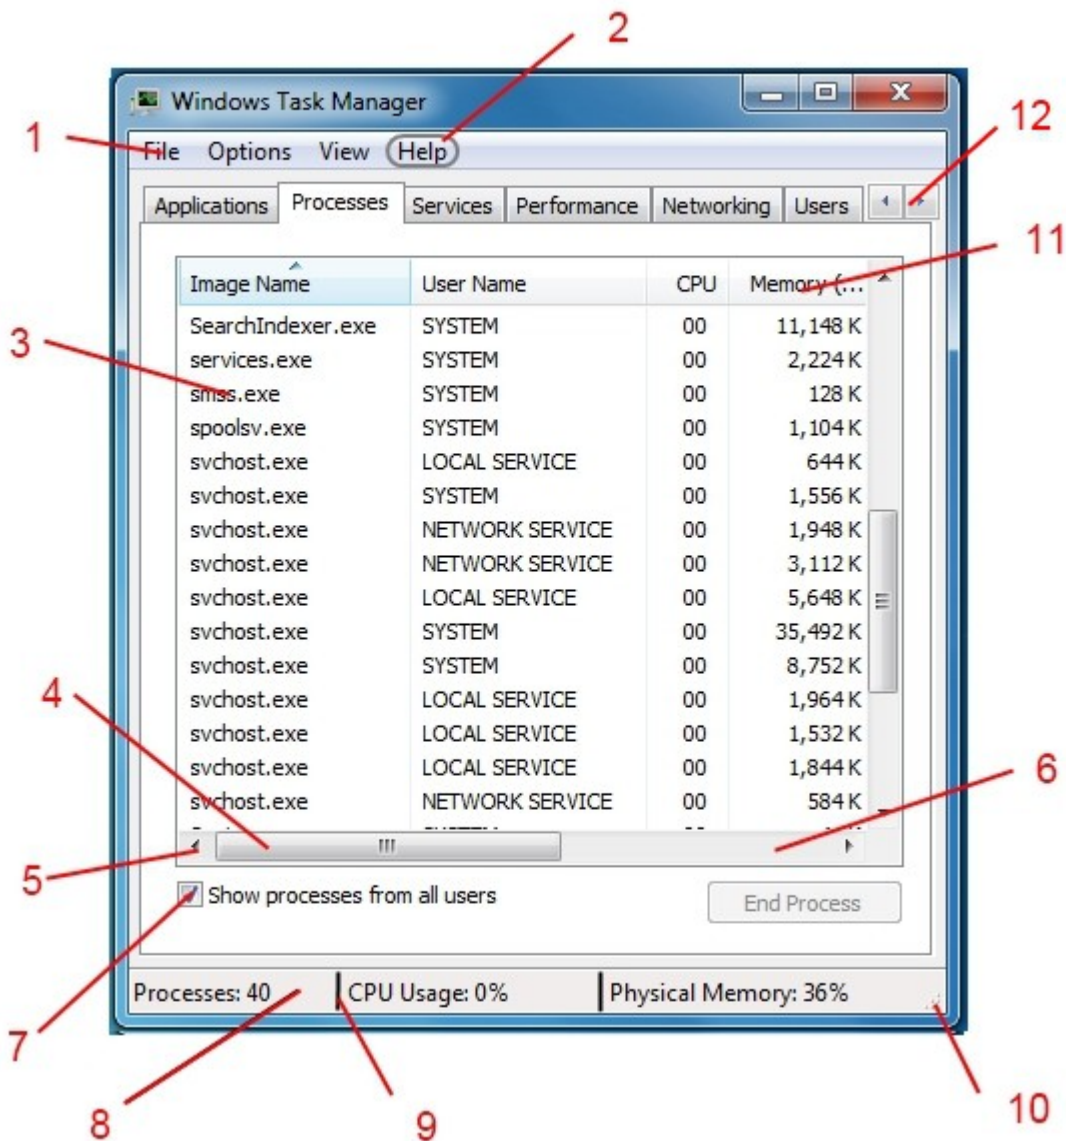 2
Windows Task Manager
12
1
File Options View Help
Applications Processes Services Performance Networking Users
11
Image Name User Name CPU Memory (...
SearchIndexer.exe SYSTEM 00 11,148 K
3
services.exe SYSTEM 00 2,224 K
smss.exe SYSTEM 00 128 K
spoolsv.exe SYSTEM 00 1,104 K
svchost.exe LOCAL SERVICE 00 644 K
svchost.exe SYSTEM 00 1,556 K
svchost.exe NETWORK SERVICE 00 1,948 K
svchost.exe NETWORK SERVICE 00 3,112 K
svchost.exe LOCAL SERVICE 00 5,648 K
svchost.exe SYSTEM 00 35,492 K
svchost.exe SYSTEM 00 8,752 K
4
svchost.exe LOCAL SERVICE 00 1,964 K
svchost.exe LOCAL SERVICE 00 1,532 K
svchost.exe LOCAL SERVICE 00 1,844 K
6
svchost.exe NETWORK SERVICE 00 584 K
5
Show processes from all users
End Process
Processes: 40 CPU Usage: 0% Physical Memory: 36%
7
8
9
10